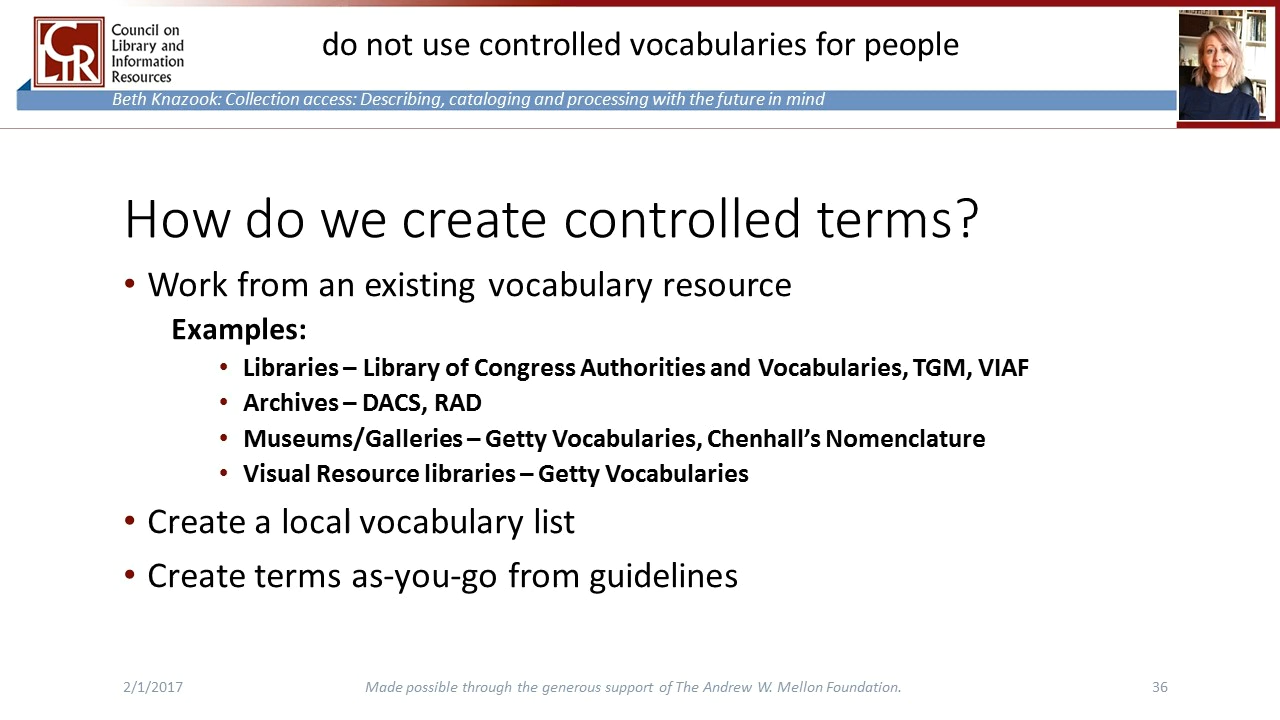 CLIR
Council on
Library and
Information
Resources
do not use controlled vocabularies for people
Beth Knazook: Collection access: Describing, cataloging and processing with the future in mind
How do we create controlled terms?
• Work from an existing vocabulary resource
Examples:
• Libraries – Library of Congress Authorities and Vocabularies, TGM, VIAF
• Archives – DACS, RAD
• Museums/Galleries – Getty Vocabularies, Chenhall’s Nomenclature
• Visual Resource libraries – Getty Vocabularies
• Create a local vocabulary list
• Create terms as-you-go from guidelines
2/1/2017
Made possible through the generous support of The Andrew W. Mellon Foundation.
36